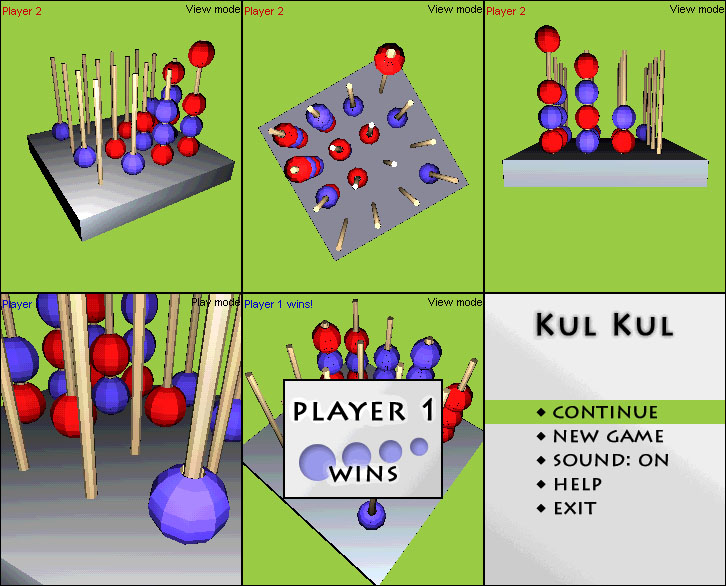 Player 2
View mode
Player 2
View mode
Player 2
View mode
Player
Play mode
Player 1 wins!
View mode
PLAYER 1
WINS
KUL KUL
CONTINUE
NEW GAME
SOUND: ON
HELP
EXIT